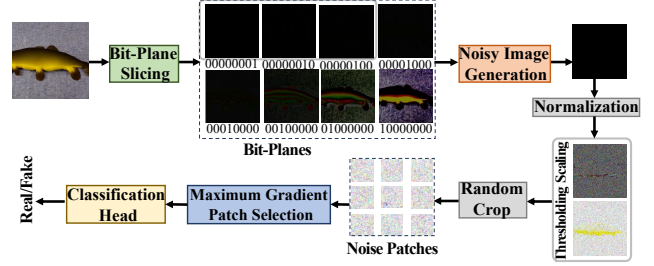 Bit-Plane
Slicing
00000001 00000010 00000100 00001000
00010000 00100000 01000000 10000000
Bit-Planes
Noisy Image
Generation
Normalization
Thresholding Scaling
Random
Crop
Noise Patches
Maximum Gradient
Patch Selection
Classification
Head
Real/Fake